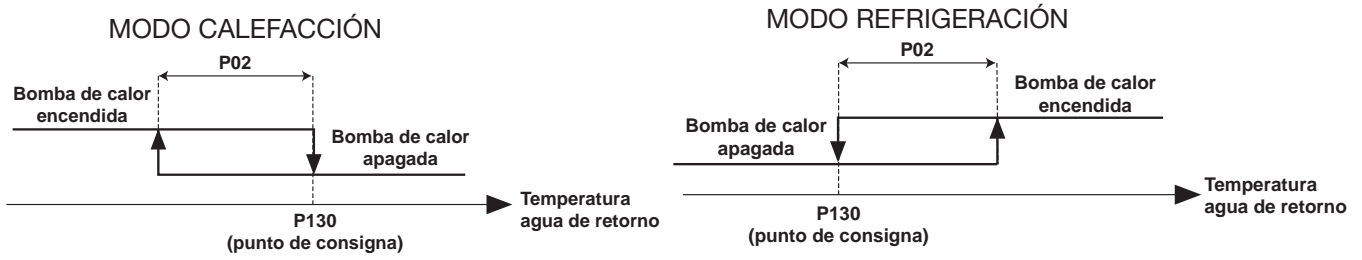 MODO CALEFACCIÓN
P02
Bomba de calor
encendida
Bomba de calor
apagada
Temperatura
agua de retorno
P130
(punto de consigna)
MODO REFRIGERACIÓN
P02
Bomba de calor
encendida
Bomba de calor
apagada
Temperatura
agua de retorno
P130
(punto de consigna)